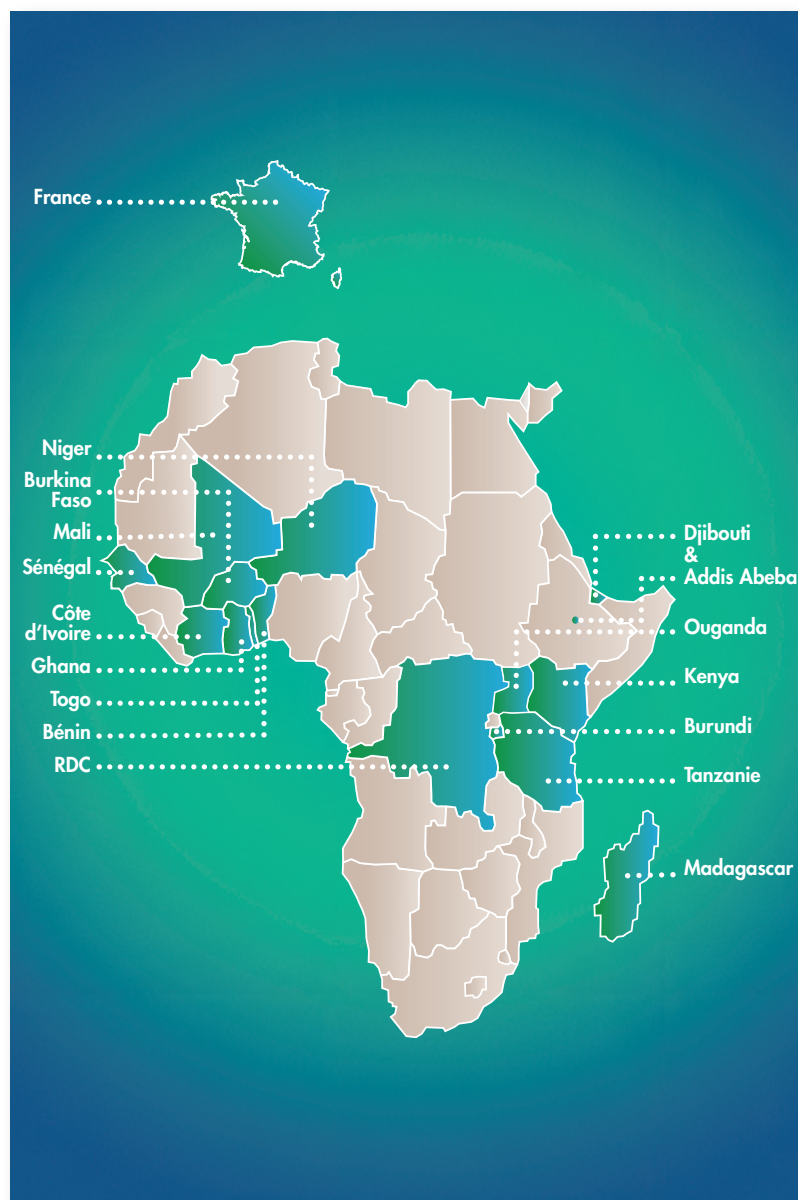 France
Niger
Burkina
Faso
Mali
Sénégal
Côte
d'Ivoire
Ghana
Togo
Bénin
RDC
Djibouti
&
Addis Abeba
Ouganda
Kenya
Burundi
Tanzanie
Madagascar